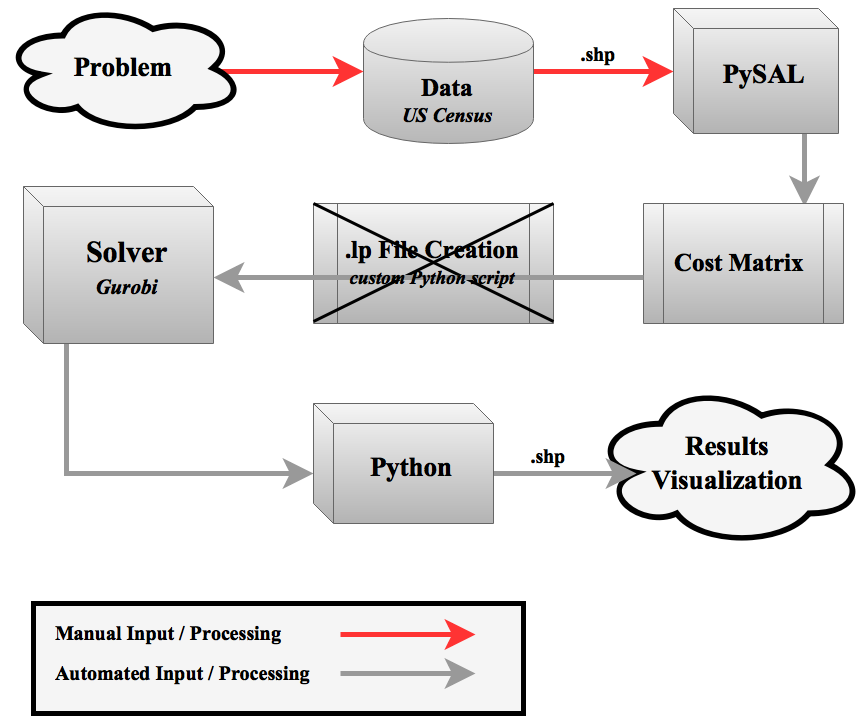 Problem
Data
US Census
.shp
PySAL
Solver
Gurobi
.lp File Creation
custom Python script
Cost Matrix
Python
.shp
Results
Visualization
Manual Input / Processing
Automated Input / Processing